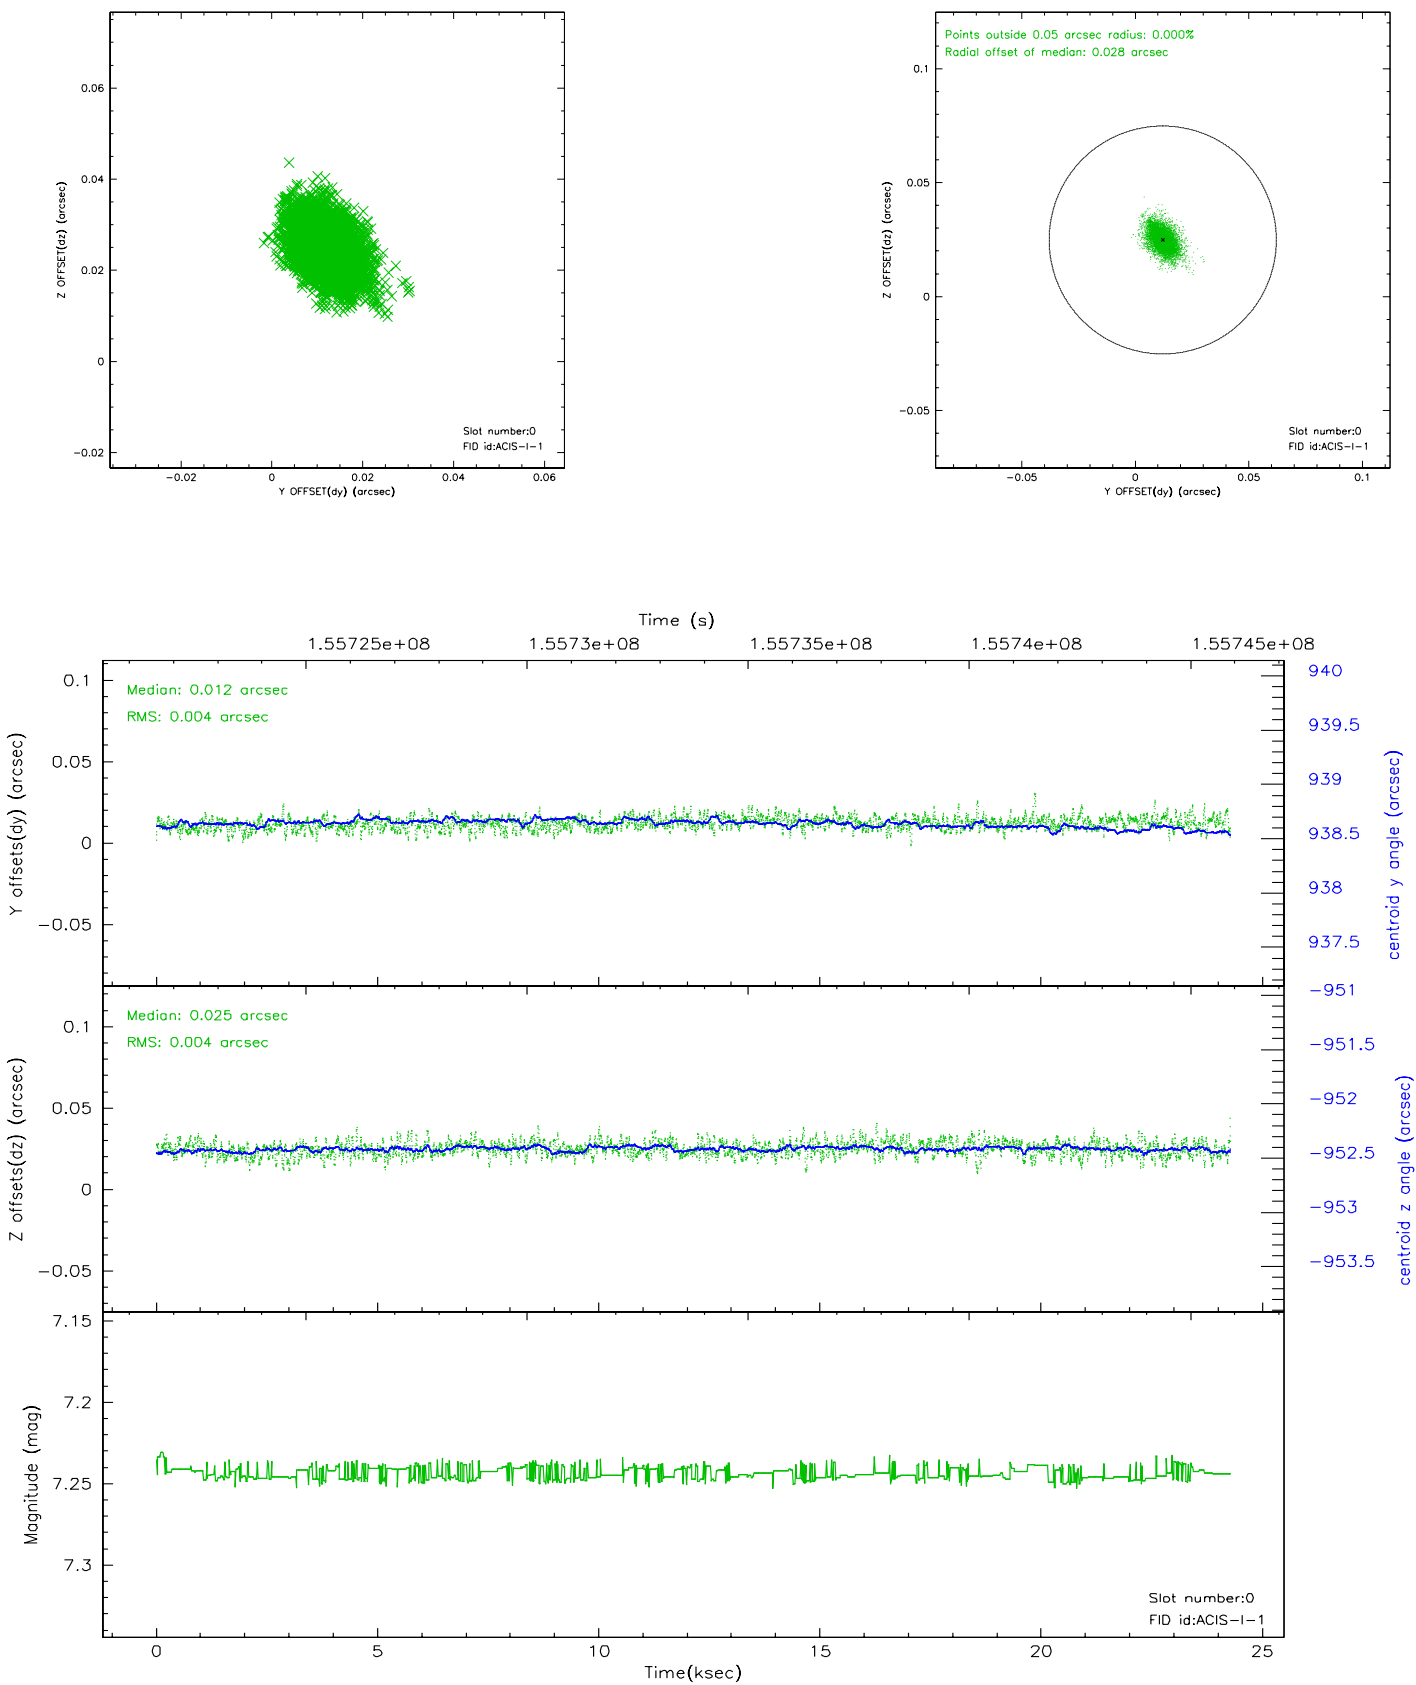 0.06
0.04
0.02
0
-0.02
Z OFFSET(dz) (arcsec)
Slot number:0
FID id:ACIS-I-1
-0.02 0 0.02 0.04 0.06
Y OFFSET(dy) (arcsec)
Points outside 0.05 arcsec radius: 0.000%
Radial offset of median: 0.028 arcsec
0.1
0.05
0
-0.05
Z OFFSET(dz) (arcsec)
Slot number:0
FID id:ACIS-I-1
-0.05 0 0.05 0.1
Y OFFSET(dy) (arcsec)
Time (s)
1.55725e+08 1.5573e+08 1.55735e+08 1.5574e+08 1.55745e+08
Median: 0.012 arcsec
RMS: 0.004 arcsec
0.1
0.05
0
-0.05
Y offsets(dy) (arcsec)
940
939.5
939
938.5
938
937.5
centroid y angle (arcsec)
Median: 0.025 arcsec
RMS: 0.004 arcsec
0.1
0.05
0
-0.05
Z offsets(dz) (arcsec)
-951
-951.5
-952
-952.5
-953
-953.5
centroid z angle (arcsec)
7.15
7.2
7.25
7.3
Magnitude (mag)
Slot number:0
FID id:ACIS-I-1
0 5 10 15 20 25
Time(ksec)